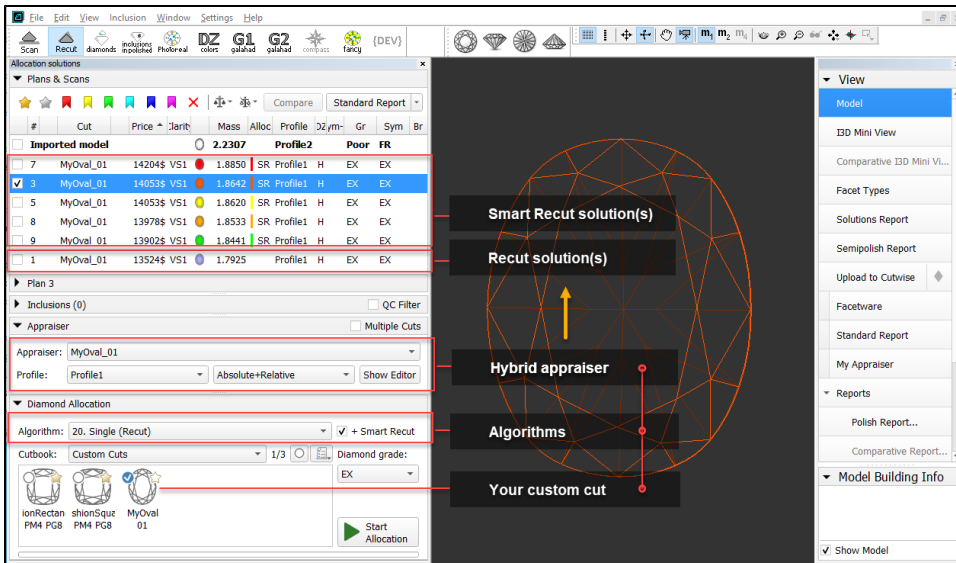 File Edit View Inclusion Window Settings Help
Scan Recut diamonds inclusions inpolished Photoreal DZ colors G1 galahad G2 galahad compass fancy {DEV}
m1 m2 m
Allocation solutions
Plans & Scans
Compare Standard Report
# Cut Price Clarity Mass Alloc Profile DZ ym- Gr Sym Br
Imported model 2.2307 Profile2 Poor FR
7 MyOval_01 14204$ VS1 1.8850 SR Profile1 H EX EX
3 MyOval_01 14053$ VS1 1.8642 SR Profile1 H EX EX
5 MyOval_01 14053$ VS1 1.8620 SR Profile1 H EX EX
8 MyOval_01 13978$ VS1 1.8533 SR Profile1 H EX EX
9 MyOval_01 13902$ VS1 1.8441 SR Profile1 H EX EX
1 MyOval_01 13524$ VS1 1.7925 Profile1 H EX EX
Plan 3
Inclusions (0) QC Filter
Appraiser Multiple Cuts
Appraiser: MyOval_01
Profile: Profile1 Absolute+Relative Show Editor
Diamond Allocation
Algorithm: 20. Single (Recut) + Smart Recut
Cutbook: Custom Cuts 1/3 Diamond grade:
EX
ionRectan shionSqua MyOval
PM4 PG8 PM4 PG8 01
Start
Allocation
Smart Recut solution(s)
Recut solution(s)
Hybrid appraiser
Algorithms
Your custom cut
View
Model
I3D Mini View
Comparative I3D Mini Vi...
Facet Types
Solutions Report
Semipolish Report
Upload to Cutwise
Facetware
Standard Report
My Appraiser
Reports
Polish Report...
Comparative Report...
Model Building Info
Show Model